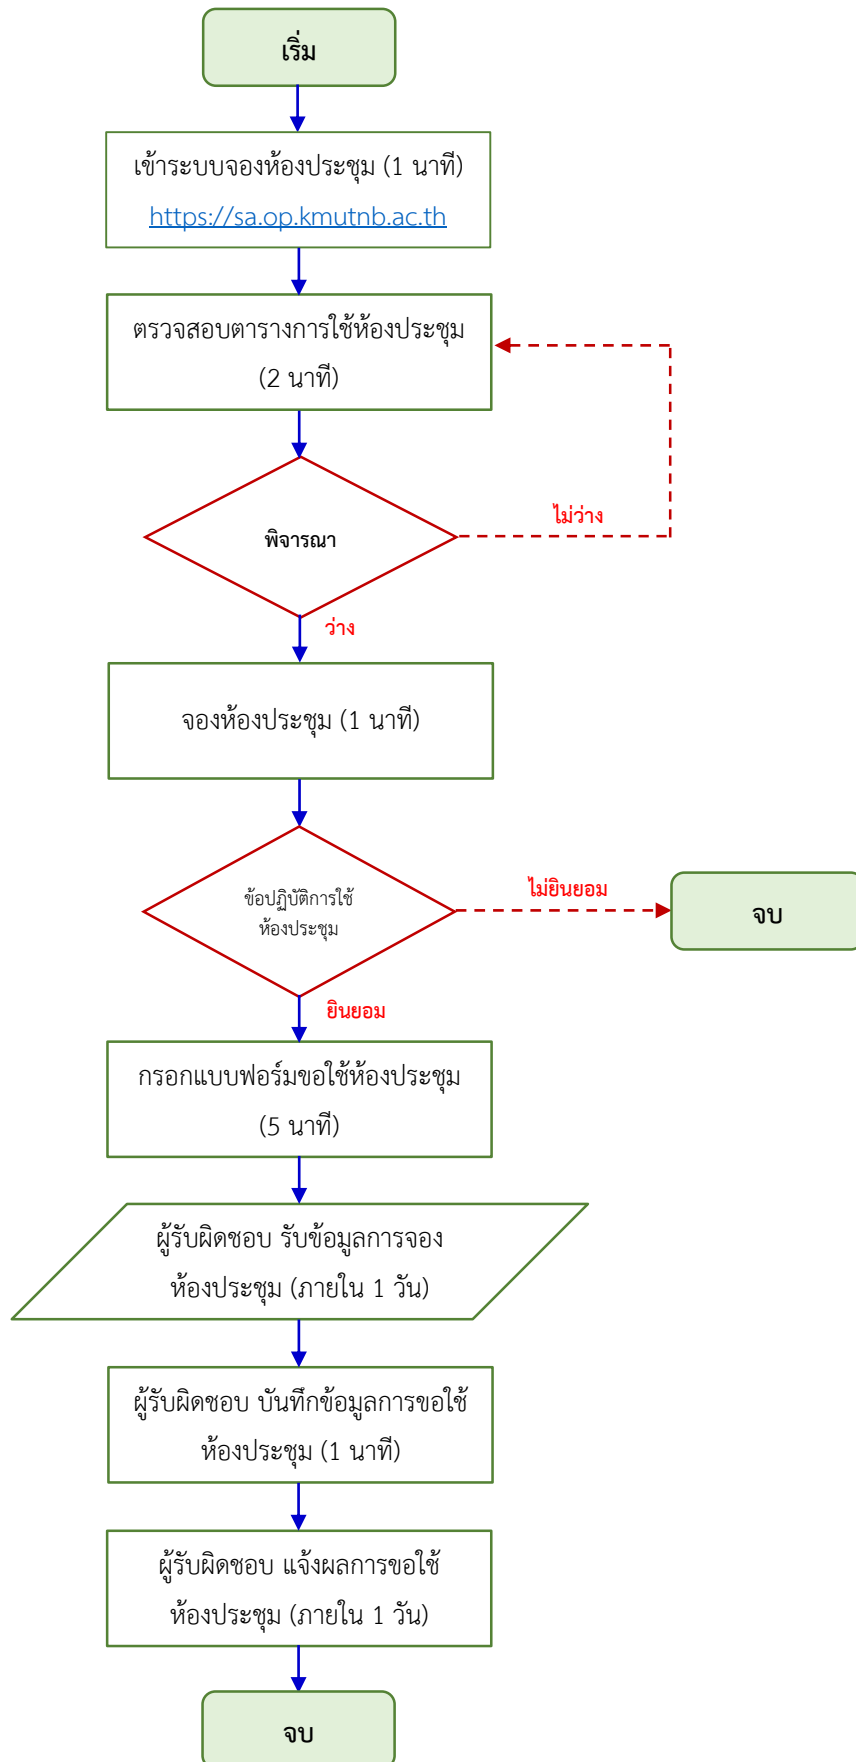 เริ่ม
เข้าระบบจองห้องประชุม (1 นาที)
https://sa.op.kmutnb.ac.th
ตรวจสอบตารางการใช้ห้องประชุม
(2 นาที)
พิจารณา
ไม่ว่าง
ว่าง
จองห้องประชุม (1 นาที)
ข้อปฏิบัติการใช้
ห้องประชุม
ไม่ยินยอม
จบ
ยินยอม
กรอกแบบฟอร์มขอใช้ห้องประชุม
(5 นาที)
ผู้รับผิดชอบ รับข้อมูลการจอง
ห้องประชุม (ภายใน 1 วัน)
ผู้รับผิดชอบ บันทึกข้อมูลการขอใช้
ห้องประชุม (1 นาที)
ผู้รับผิดชอบ แจ้งผลการขอใช้
ห้องประชุม (ภายใน 1 วัน)
จบ